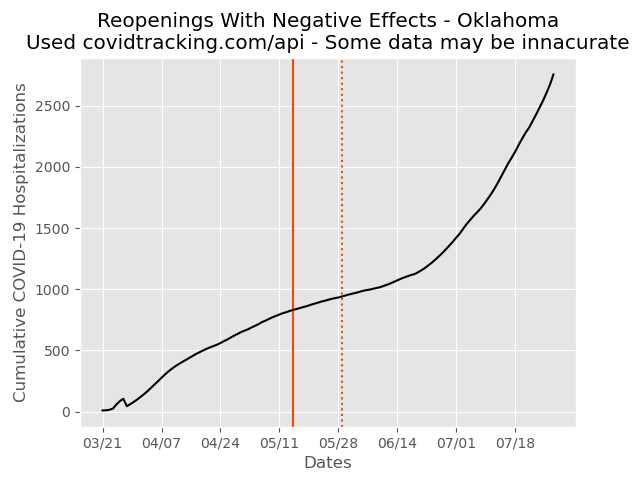 Reopenings With Negative Effects - Oklahoma
Used covidtracking.com/api - Some data may be innacurate
Cumulative COVID-19 Hospitalizations
2500
2000
1500
1000
500
0
03/21 04/07 04/24 05/11 05/28 06/14 07/01 07/18
Dates